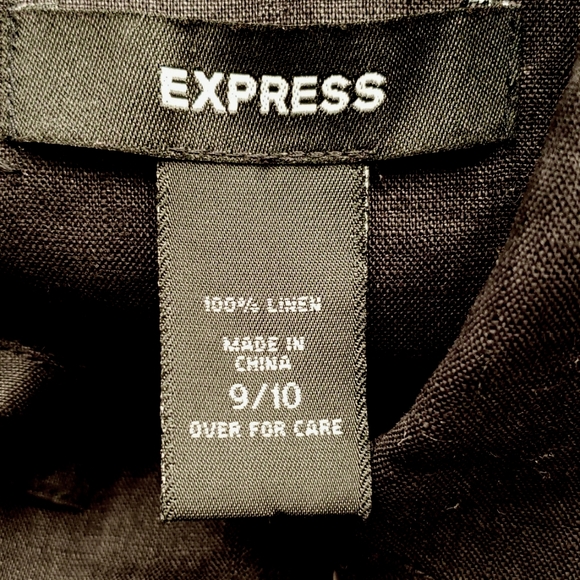 EXPRESS
100% LINEN
MADE IN
CHINA
9/10
OVER FOR CARE